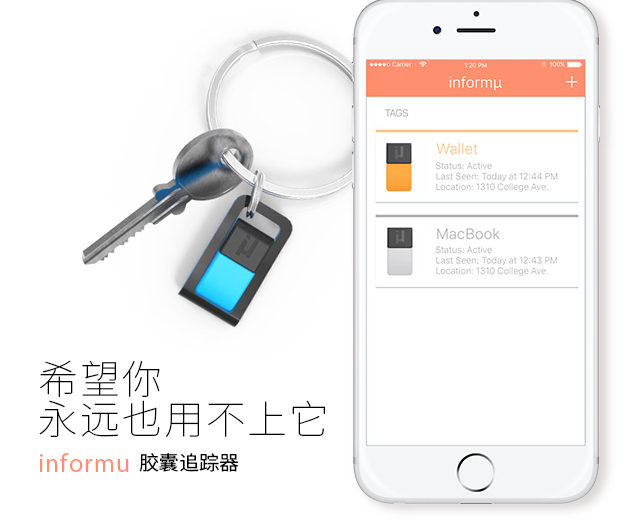 Carrier
1:20 PM
100%
informμ
+
TAGS
Wallet
Status: Active
Last Seen: Today at 12:44 PM
Location: 1310 College Ave.
MacBook
Status: Active
Last Seen: Today at 12:43 PM
Location: 1310 College Ave.
希望你
永远也用不上它
informu 胶囊追踪器